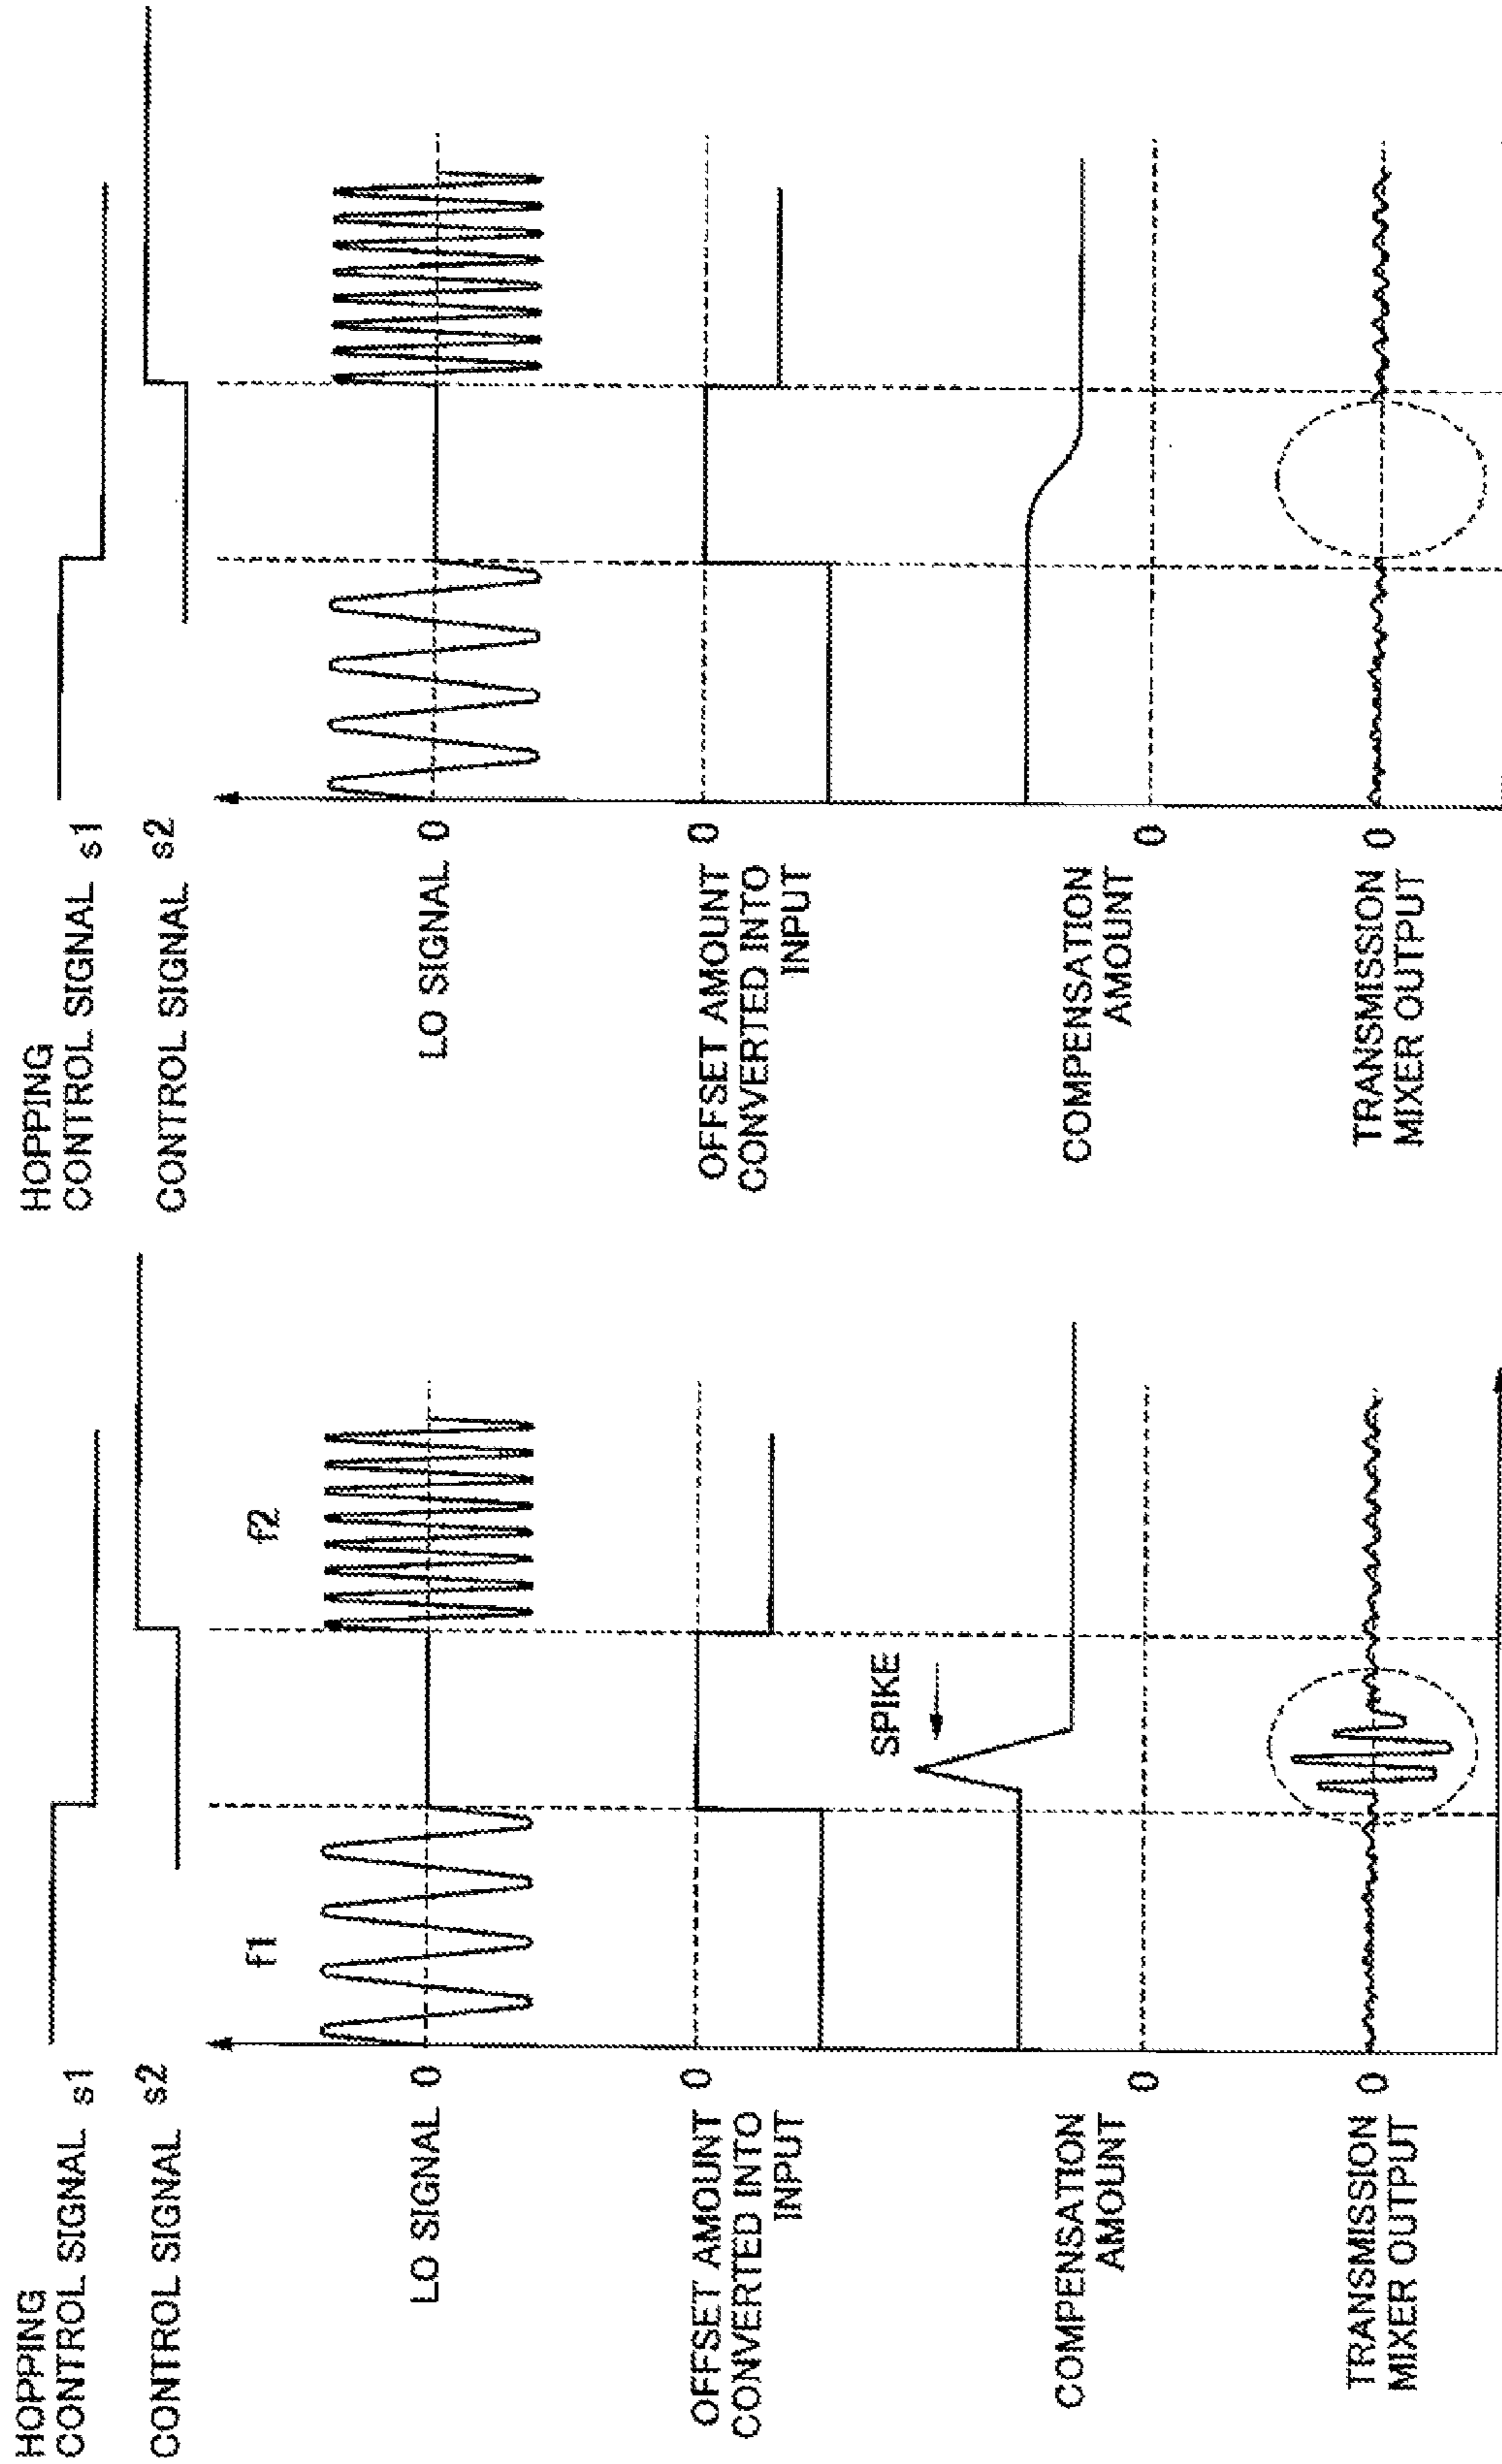 HOPPING
CONTROL SIGNAL s1
CONTROL SIGNAL s2
f1
f2
LO SIGNAL 0
0
OFFSET AMOUNT
CONVERTED INTO
INPUT
SPIKE
COMPENSATION
AMOUNT
0
TRANSMISSION 0
MIXER OUTPUT
HOPPING
CONTROL SIGNAL s1
CONTROL SIGNAL s2
LO SIGNAL 0
0
OFFSET AMOUNT
CONVERTED INTO
INPUT
COMPENSATION
AMOUNT
0
TRANSMISSION 0
MIXER OUTPUT